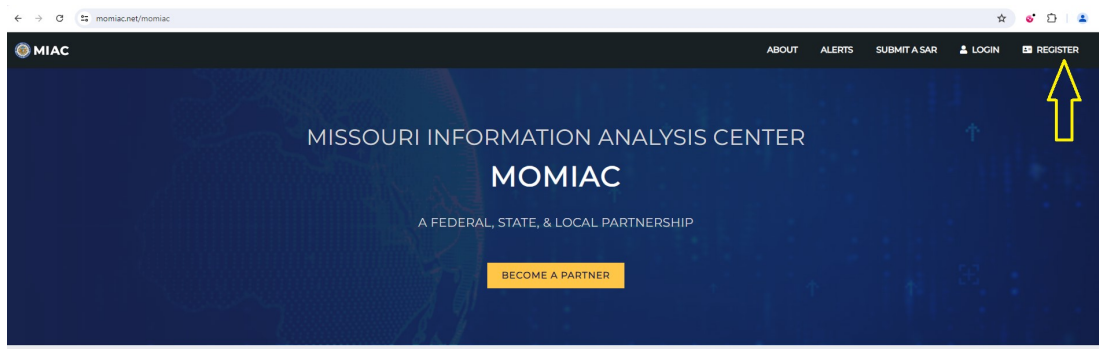 momiac.net/momiac
MIAC
ABOUT ALERTS SUBMIT A SAR LOGIN REGISTER
MISSOURI INFORMATION ANALYSIS CENTER
MOMIAC
A FEDERAL, STATE, & LOCAL PARTNERSHIP
BECOME A PARTNER